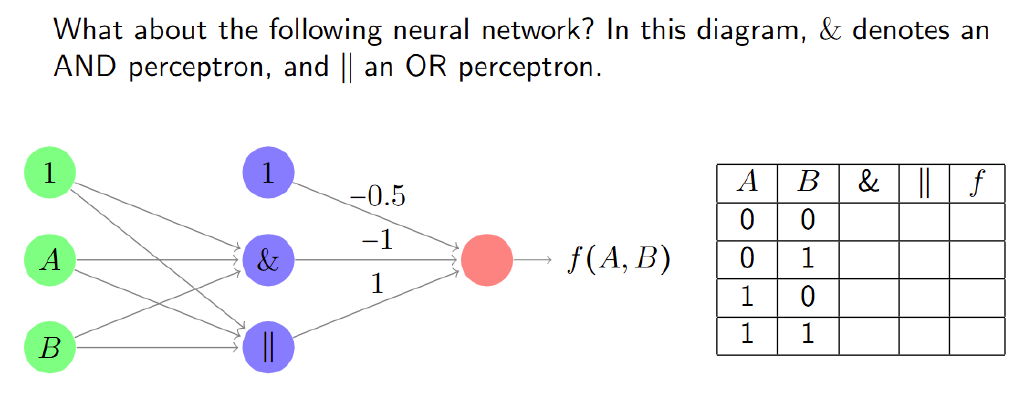 What about the following neural network? In this diagram, & denotes an
AND perceptron, and || an OR perceptron.
1
1
−0.5
A
&
−1
1
f(A, B)
B
||
A B & || f
0 0
0 1
1 0
1 1